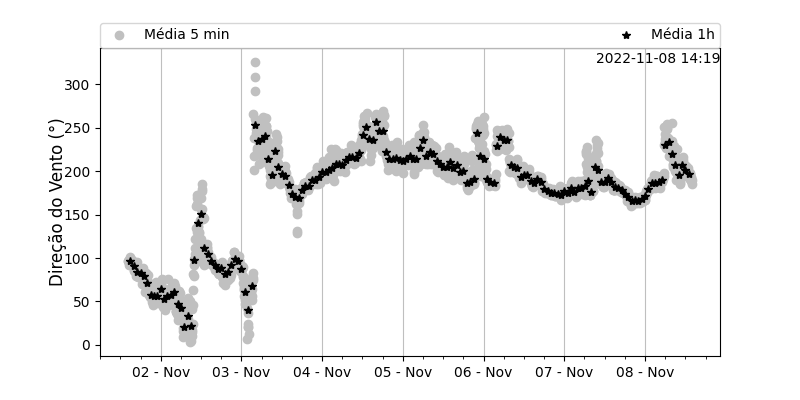 Média 5 min
Média 1h
2022-11-08 14:19
Direção do Vento (°)
300
250
200
150
100
50
0
02 - Nov
03 - Nov
04 - Nov
05 - Nov
06 - Nov
07 - Nov
08 - Nov